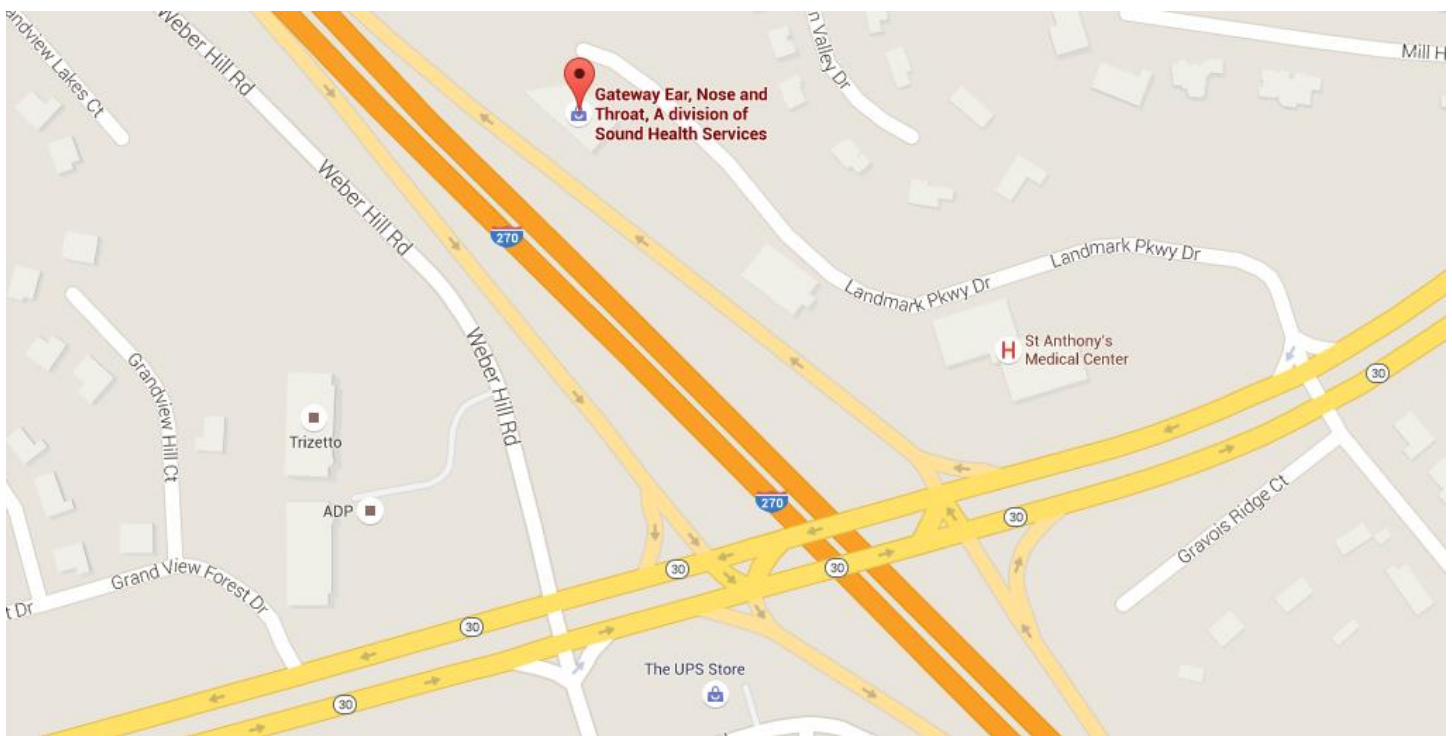 andview Lakes Ct
Weber Hill Rd
n Valley Dr
Mill H
Gateway Ear, Nose and
Throat, A division of
Sound Health Services
Weber Hill Rd
270
Landmark Pkwy Dr
Landmark Pkwy Dr
St Anthony's
Medical Center
H
Grandview Hill Ct
Weber Hill Rd
30
Trizetto
ADP
270
30
Gravois Ridge Ct
30
30
Grand View Forest Dr
t Dr
30
The UPS Store
30